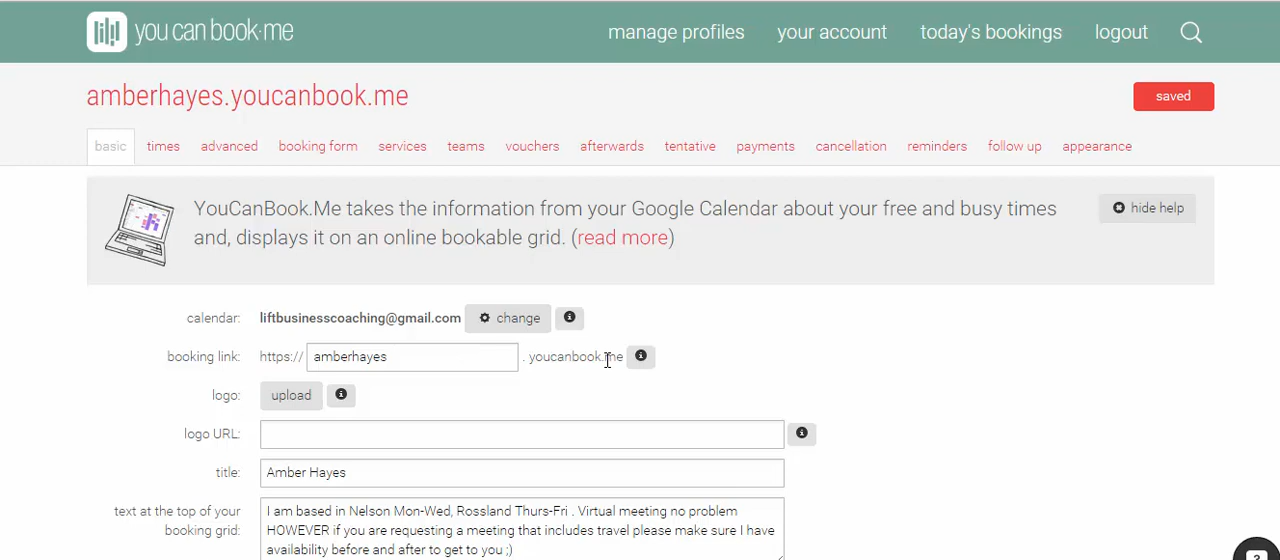 you can book·me
manage profiles your account today's bookings logout
amberhayes.youcanbook.me
saved
basic times advanced booking form services teams vouchers afterwards tentative payments cancellation reminders follow up appearance
YouCanBook.Me takes the information from your Google Calendar about your free and busy times
and, displays it on an online bookable grid. (read more)
hide help
calendar: liftbusinesscoaching@gmail.com change
booking link: https:// amberhayes . youcanbook.me
logo: upload
logo URL:
title: Amber Hayes
text at the top of your
booking grid:
I am based in Nelson Mon-Wed, Rossland Thurs-Fri . Virtual meeting no problem
HOWEVER if you are requesting a meeting that includes travel please make sure I have
availability before and after to get to you ;)